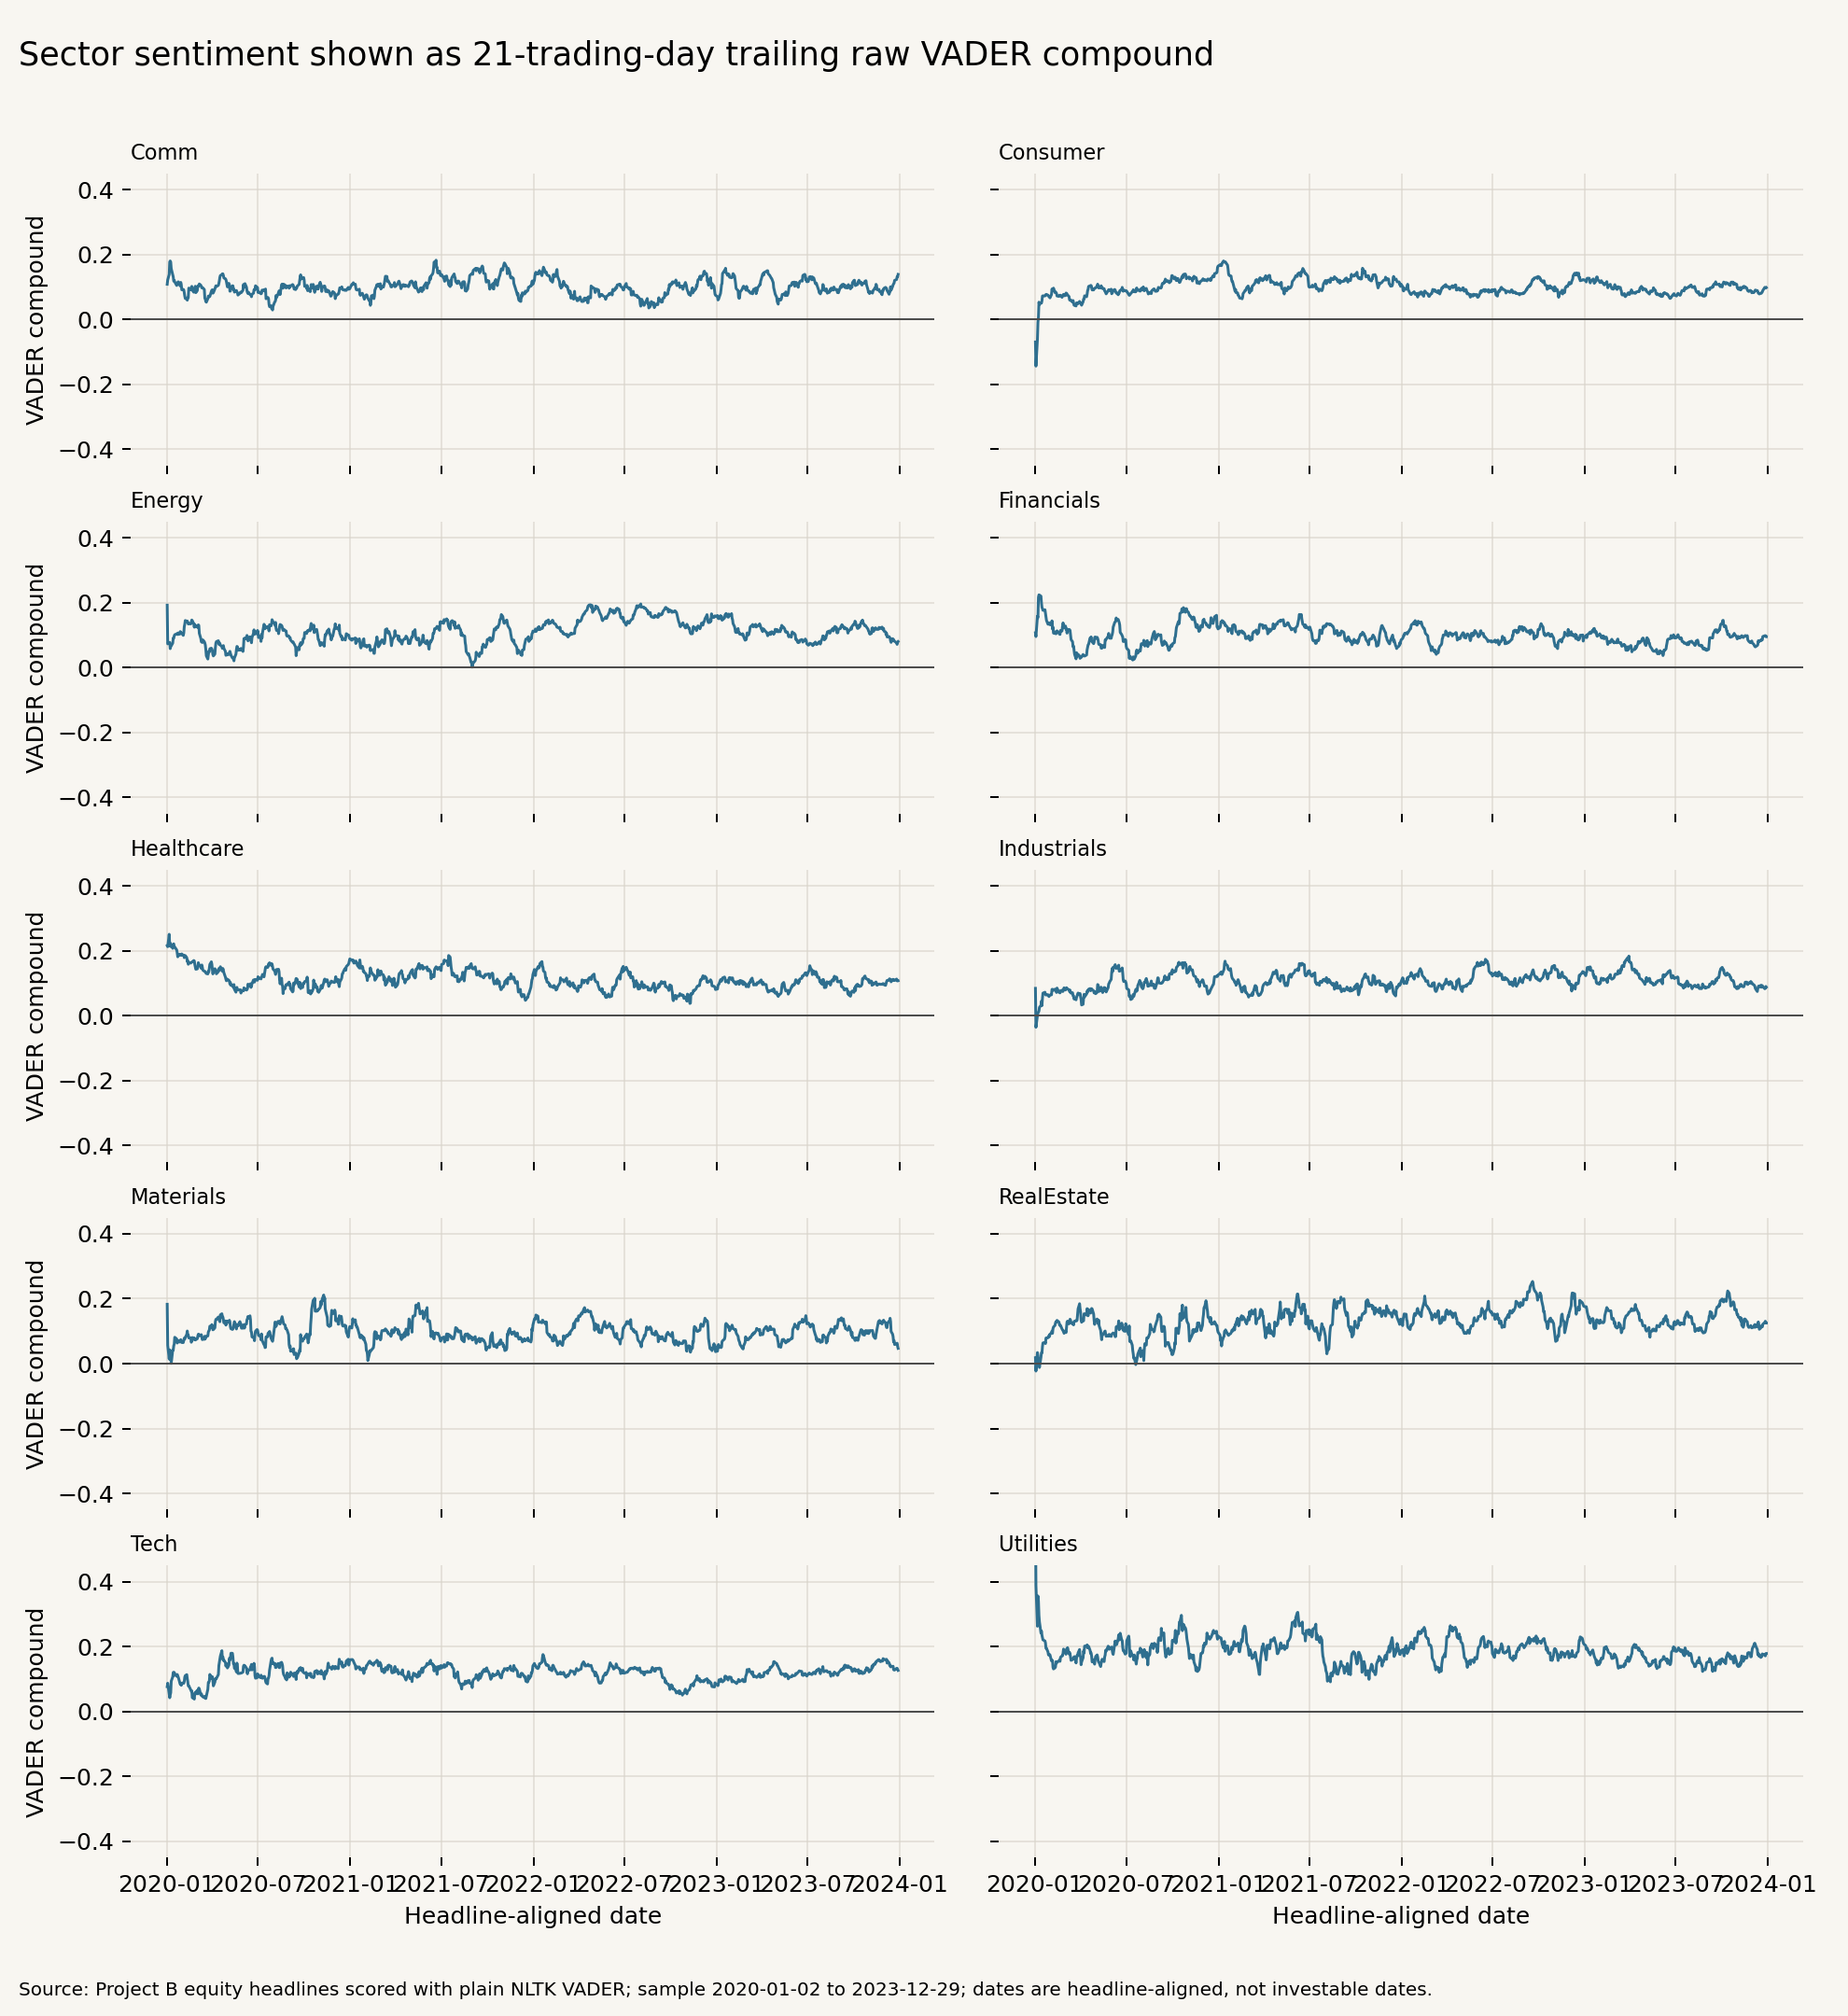 Sector sentiment shown as 21-trading-day trailing raw VADER compound
Comm
Consumer
VADER compound
0.4
0.2
0.0
−0.2
−0.4
Energy
Financials
VADER compound
0.4
0.2
0.0
−0.2
−0.4
Healthcare
Industrials
VADER compound
0.4
0.2
0.0
−0.2
−0.4
Materials
RealEstate
VADER compound
0.4
0.2
0.0
−0.2
−0.4
Tech
Utilities
VADER compound
0.4
0.2
0.0
−0.2
−0.4
2020-01 2020-07 2021-01 2021-07 2022-01 2022-07 2023-01 2023-07 2024-01
2020-01 2020-07 2021-01 2021-07 2022-01 2022-07 2023-01 2023-07 2024-01
Headline-aligned date
Headline-aligned date
Source: Project B equity headlines scored with plain NLTK VADER; sample 2020-01-02 to 2023-12-29; dates are headline-aligned, not investable dates.